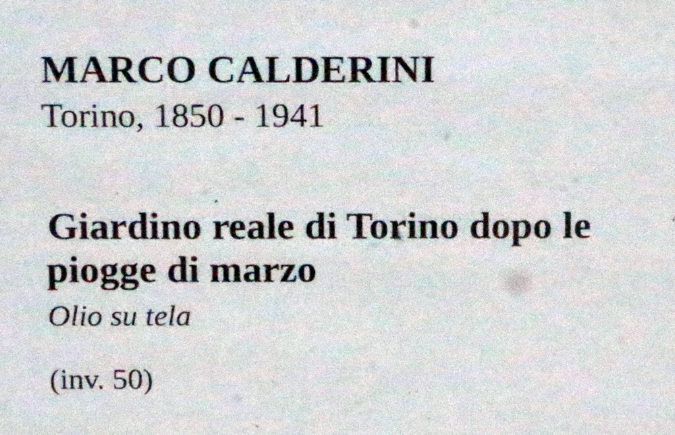 MARCO CALDERINI
Torino, 1850 - 1941
Giardino reale di Torino dopo le
piogge di marzo
Olio su tela
(inv. 50)